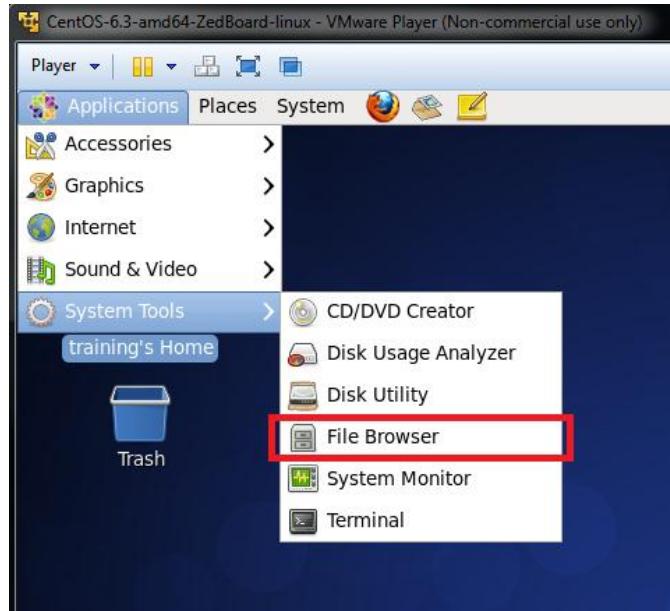 CentOS-6.3-amd64-ZedBoard-linux - VMware Player (Non-commercial use only)
Player
Applications Places System
Accessories
Graphics
Internet
Sound & Video
System Tools
CD/DVD Creator
training's Home
Disk Usage Analyzer
Disk Utility
File Browser
Trash
System Monitor
Terminal